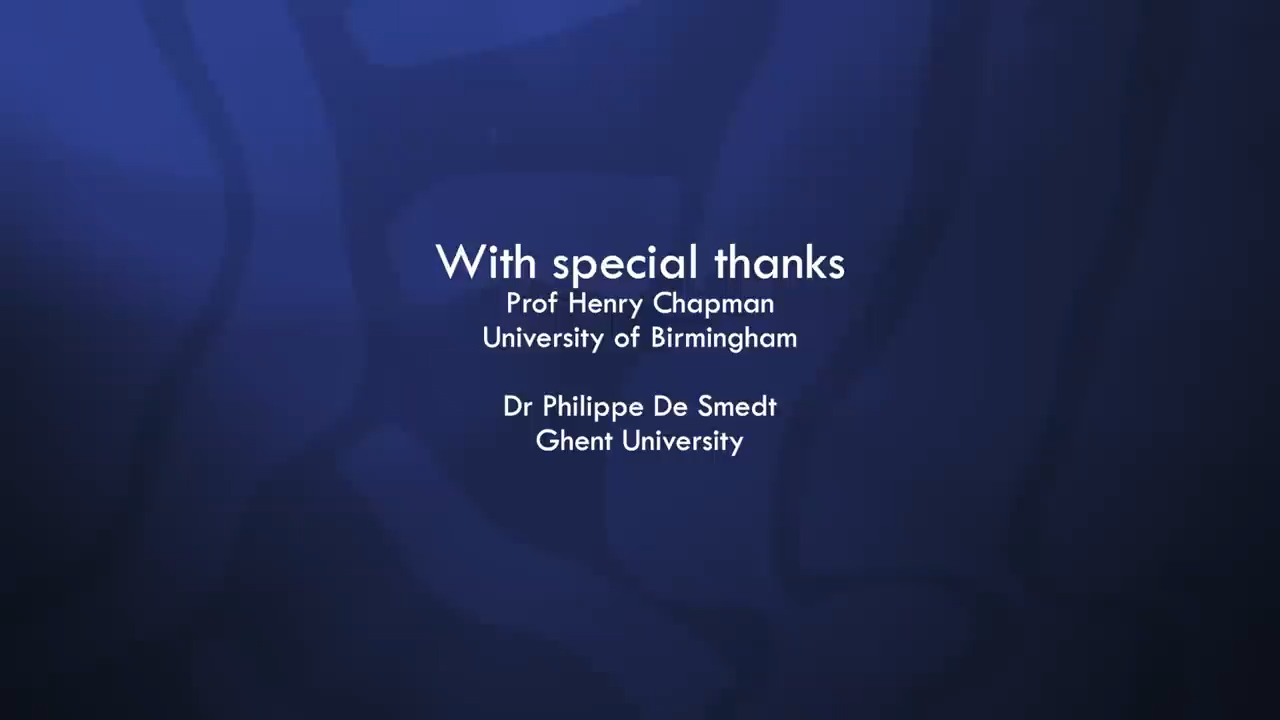 With special thanks
Prof Henry Chapman
University of Birmingham
Dr Philippe De Smedt
Ghent University